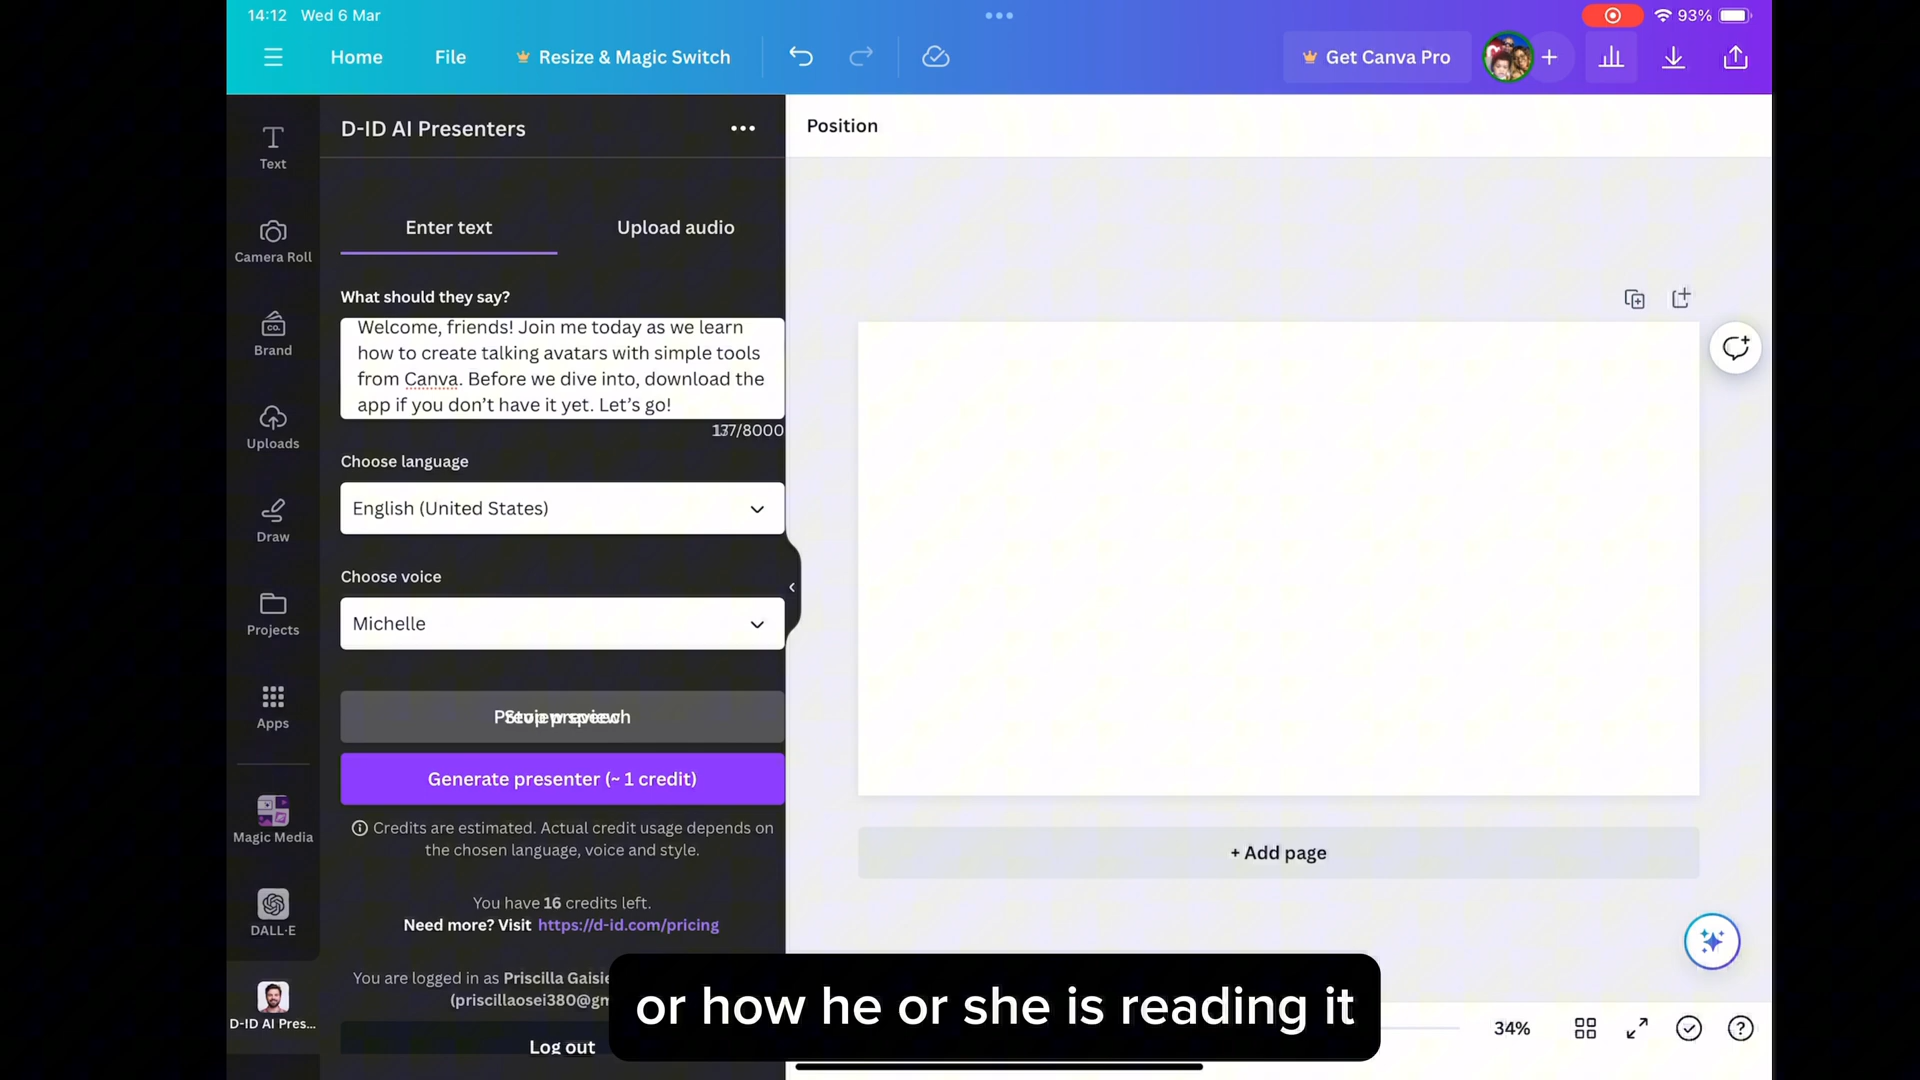 14:12 Wed 6 Mar
93%
Home
File
Resize & Magic Switch
Get Canva Pro
Text
Camera Roll
CO.
Brand
Uploads
Draw
Projects
Apps
Magic Media
DALL·E
D-ID AI Pres...
D-ID AI Presenters
Enter text
Upload audio
What should they say?
Welcome, friends! Join me today as we learn
how to create talking avatars with simple tools
from Canva. Before we dive into, download the
app if you don’t have it yet. Let’s go!
/8000
Choose language
English (United States)
Choose voice
Michelle
Generate presenter (~ 1 credit)
Credits are estimated. Actual credit usage depends on
the chosen language, voice and style.
You have 16 credits left.
Need more? Visit https://d-id.com/pricing
You are logged in as Priscilla Gaisie
(priscillaosei380@gm
Log out
Position
+ Add page
34%
or how he or she is reading it